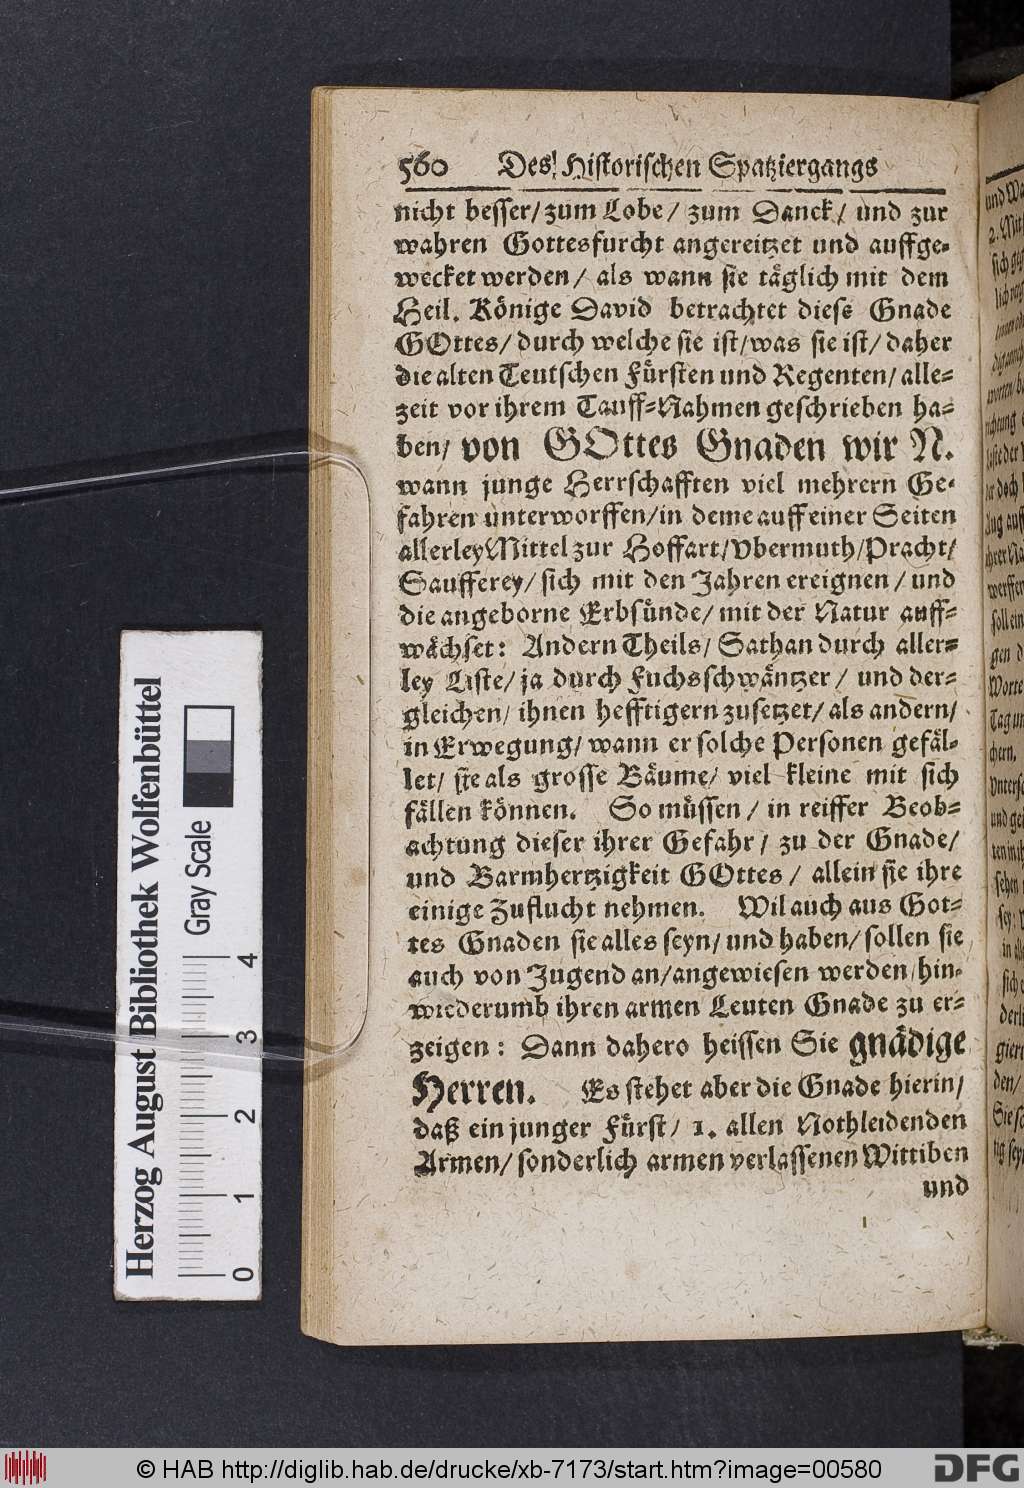 560 Des Historischen Spatziergangs
nicht besser/ zum Lobe/ zum Danck/ und zur
wahren Gottesfurcht angereitzet und auffge-
wecket werden/ als wann sie täglich mit dem
Heil. Könige David betrachtet diese Gnade
GOttes/ durch welche sie ist/ was sie ist/ daher
die alten Teutschen Fürsten und Regenten/ alle-
zeit vor ihrem Tauff-Nahmen geschrieben ha-
ben/ von GOttes Gnaden wir N.
wann junge Herrschafften viel mehrern Ge-
fahren unterworffen/ in deme auff einer Seiten
allerley Mittel zur Hoffart/ Vbermuth/ Pracht/
Saufferey/ sich mit den Jahren ereignen/ und
die angeborne Erbsünde/ mit der Natur auff-
wächset: Andern Theils/ Sathan durch aller-
ley Liste/ ja durch Fuchsschwäntzer/ und der-
gleichen/ ihnen hefftigern zusetzet/ als andern/
in Erwegung/ wann er solche Personen gefäl-
let/ sie als grosse Bäume/ viel kleine mit sich
fällen können. So müssen/ in reiffer Beob-
achtung dieser ihrer Gefahr/ zu der Gnade/
und Barmhertzigkeit GOttes/ allein sie ihre
einige Zuflucht nehmen. Wil auch aus Got-
tes Gnaden sie alles seyn/ und haben/ sollen sie
auch von Jugend an/ angewiesen werden/ hin-
wiederumb ihren armen Leuten Gnade zu er-
zeigen: Dann dahero heissen Sie gnädige
Herren. Es stehet aber die Gnade hierin/
daß ein junger Fürst/ 1. allen Nothleidenden
Armen/ sonderlich armen verlassenen Wittiben
und
Herzog August Bibliothek Wolfenbüttel
Gray Scale
0 1 2 3 4
© HAB http://diglib.hab.de/drucke/xb-7173/start.htm?image=00580
DFG